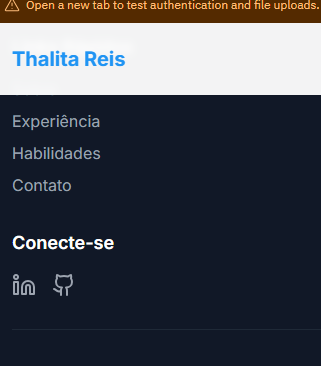 Open a new tab to test authentication and file uploads.
Thalita Reis
Experiência
Habilidades
Contato
Conecte-se